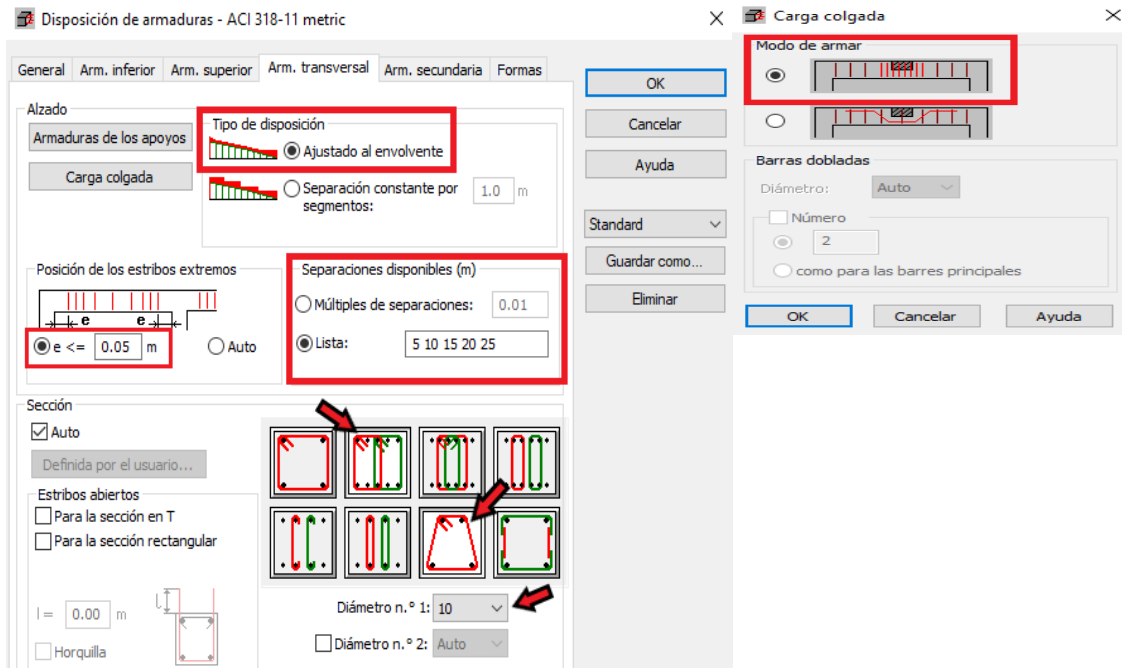 Disposición de armaduras - ACI 318-11 metric
General Arm. inferior Arm. superior Arm. transversal Arm. secundaria Formas
Alzado
Armaduras de los apoyos
Carga colgada
Tipo de disposición
Ajustado al envolvente
Separación constante por segmentos:
1.0 m
Posición de los estribos extremos
e e
e <= 0.05 m
Auto
Separaciones disponibles (m)
Múltiples de separaciones: 0.01
Lista: 5 10 15 20 25
Sección
Auto
Definida por el usuario...
Estribos abiertos
Para la sección en T
Para la sección rectangular
l = 0.00 m
l
Horquilla
Diámetro n.° 1: 10
Diámetro n.° 2: Auto
OK
Cancelar
Ayuda
Standard
Guardar como...
Eliminar
Carga colgada
Modo de armar
Barras dobladas
Diámetro: Auto
Número
2
como para las barres principales
OK Cancelar Ayuda